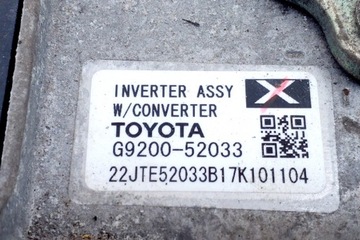 INVERTER ASSY
W/CONVERTER
TOYOTA
G9200-52033
22JTE52033B17K101104